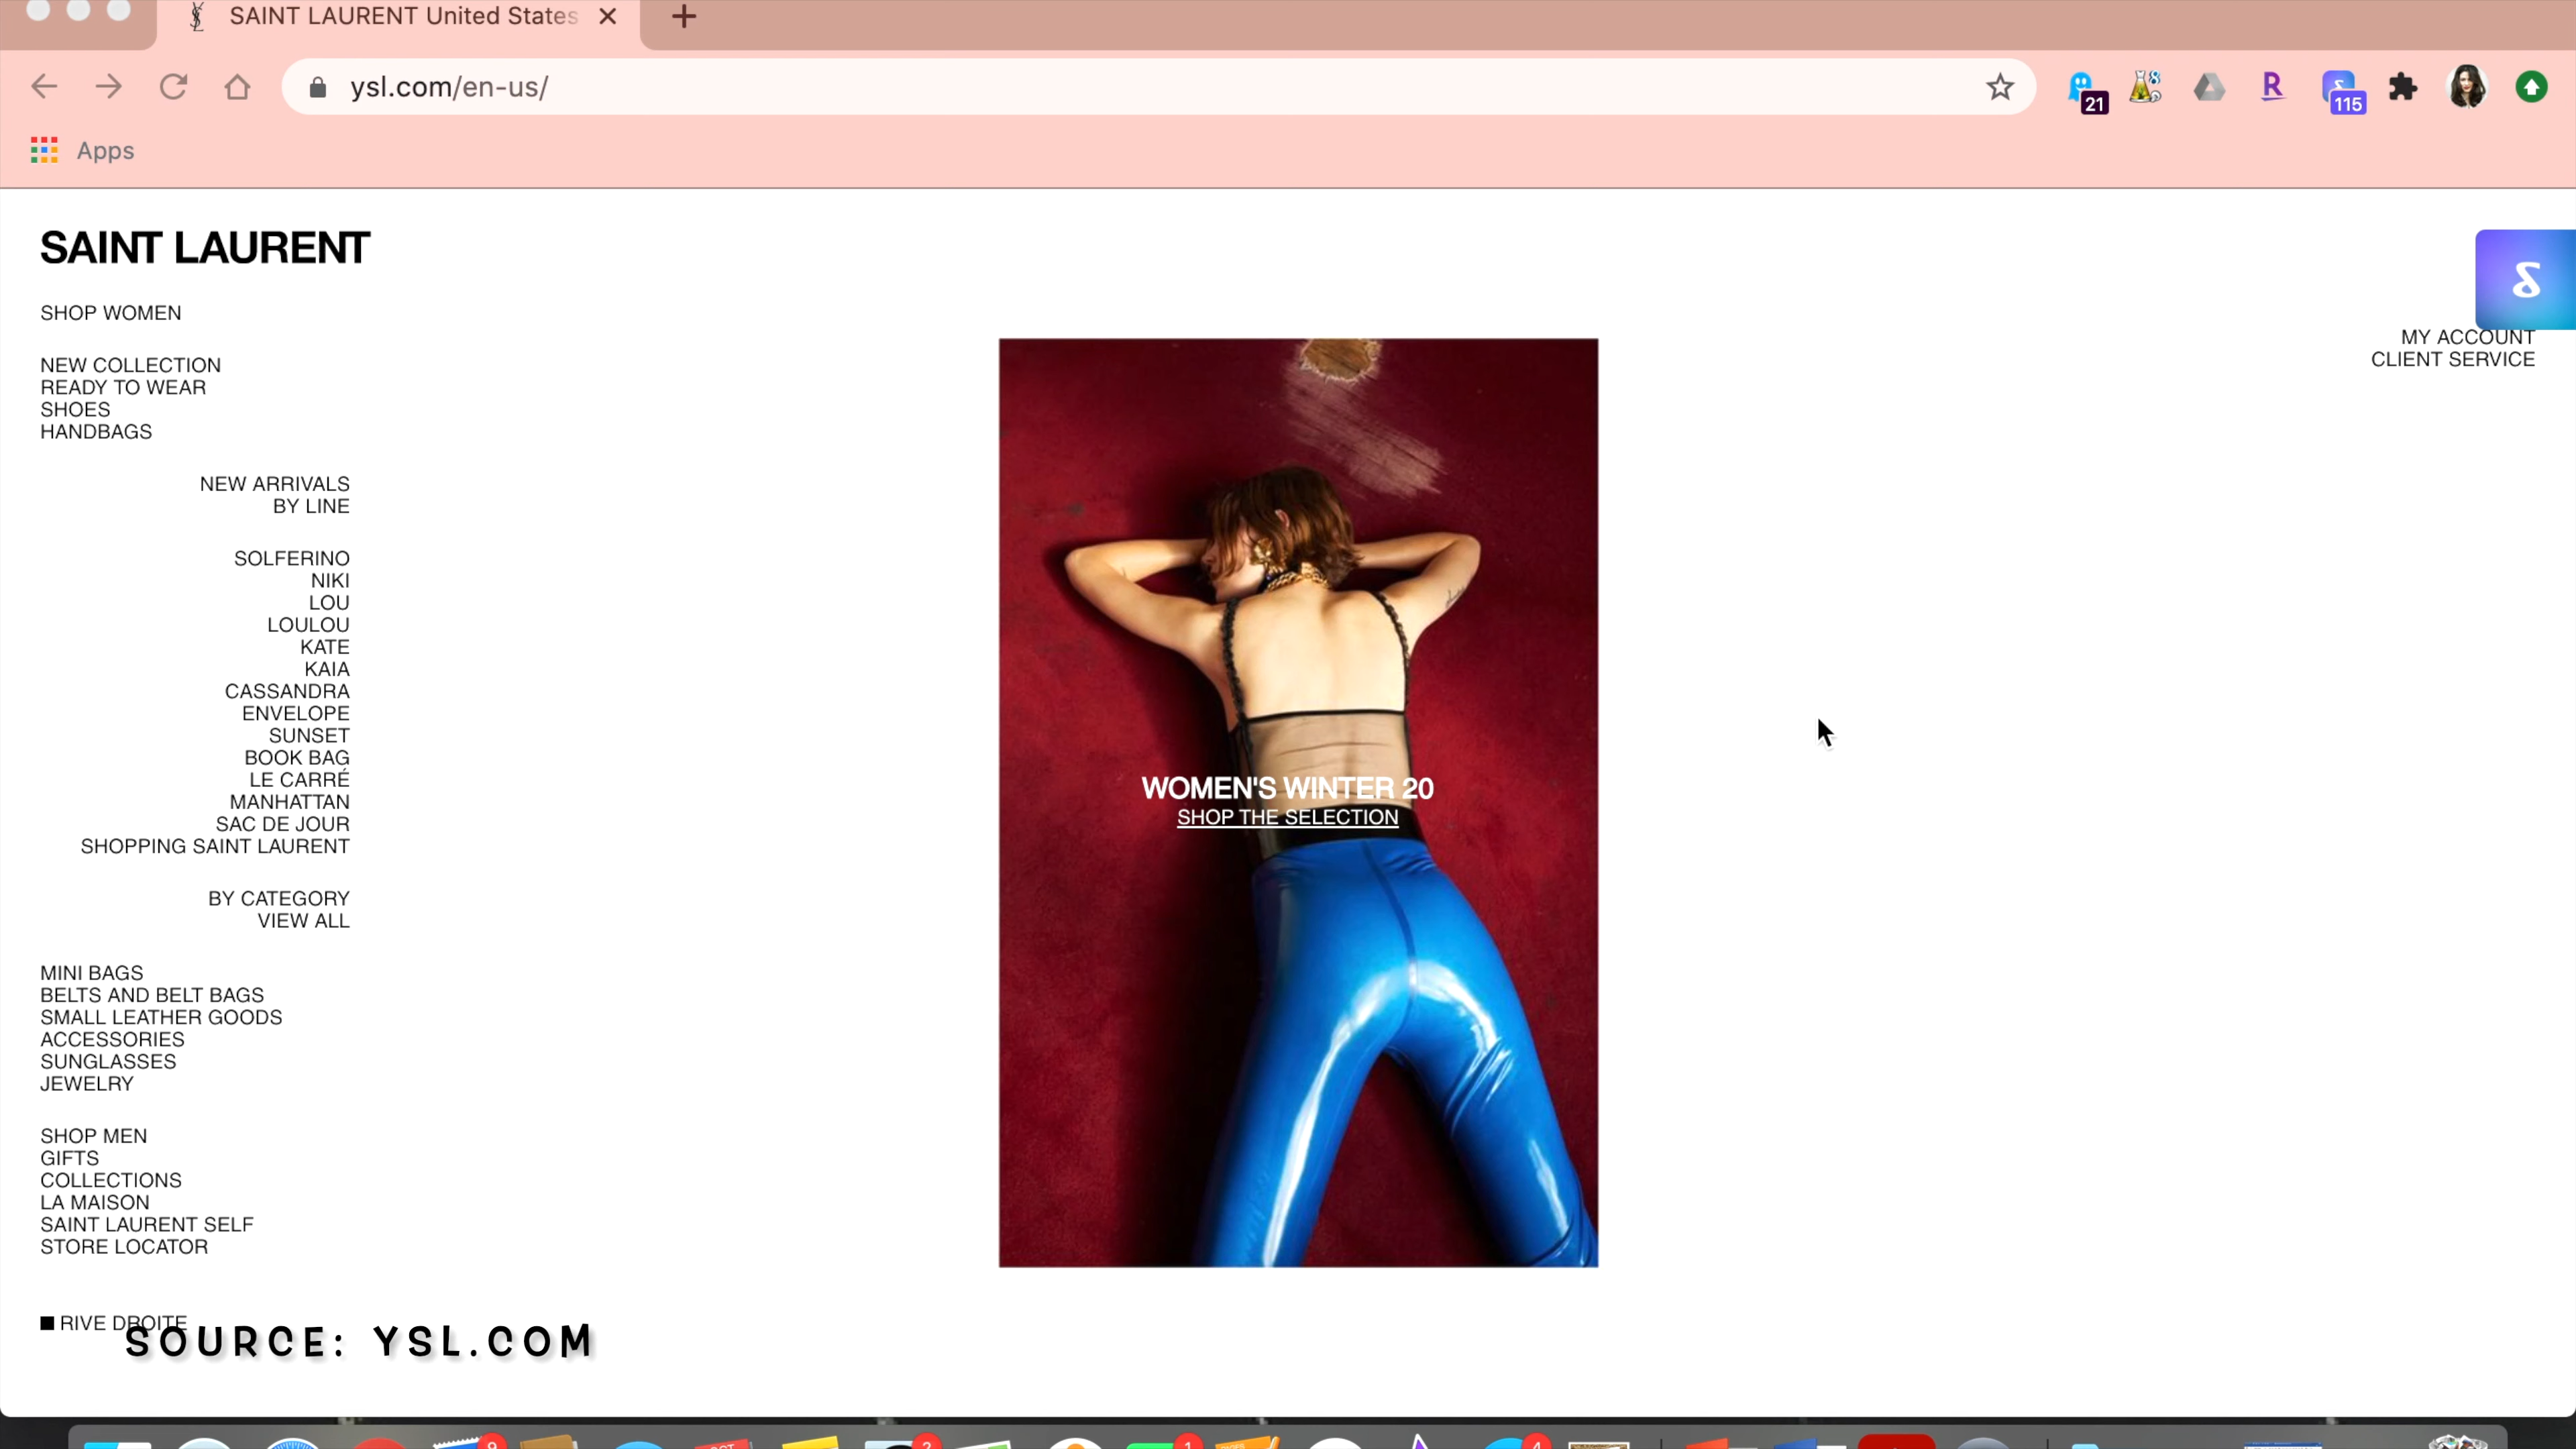 SAINT LAURENT United States
ysl.com/en-us/
21
115
Apps
SAINT LAURENT
SHOP WOMEN
NEW COLLECTION
READY TO WEAR
SHOES
HANDBAGS
NEW ARRIVALS
BY LINE
SOLFERINO
NIKI
LOU
LOULOU
KATE
KAIA
CASSANDRA
ENVELOPE
SUNSET
BOOK BAG
LE CARRÉ
MANHATTAN
SAC DE JOUR
SHOPPING SAINT LAURENT
BY CATEGORY
VIEW ALL
MINI BAGS
BELTS AND BELT BAGS
SMALL LEATHER GOODS
ACCESSORIES
SUNGLASSES
JEWELRY
SHOP MEN
GIFTS
COLLECTIONS
LA MAISON
SAINT LAURENT SELF
STORE LOCATOR
RIVE DROITE
WOMEN'S WINTER 20
SHOP THE SELECTION
MY ACCOUNT
CLIENT SERVICE
SOURCE: YSL.COM